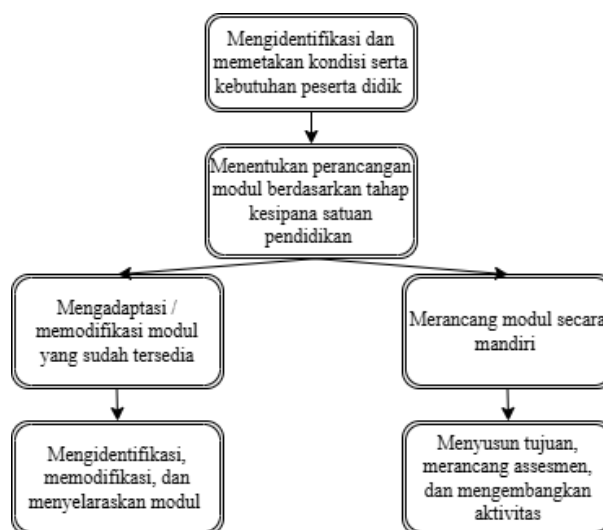 Mengidentifikasi dan
memetakan kondisi serta
kebutuhan peserta didik
Menentukan perancangan
modul berdasarkan tahap
kesipana satuan
pendidikan
Mengadaptasi /
memodifikasi modul
yang sudah tersedia
Merancang modul secara
mandiri
Mengidentifikasi,
memodifikasi, dan
menyelaraskan modul
Menyusun tujuan,
merancang assesmen,
dan mengembangkan
aktivitas